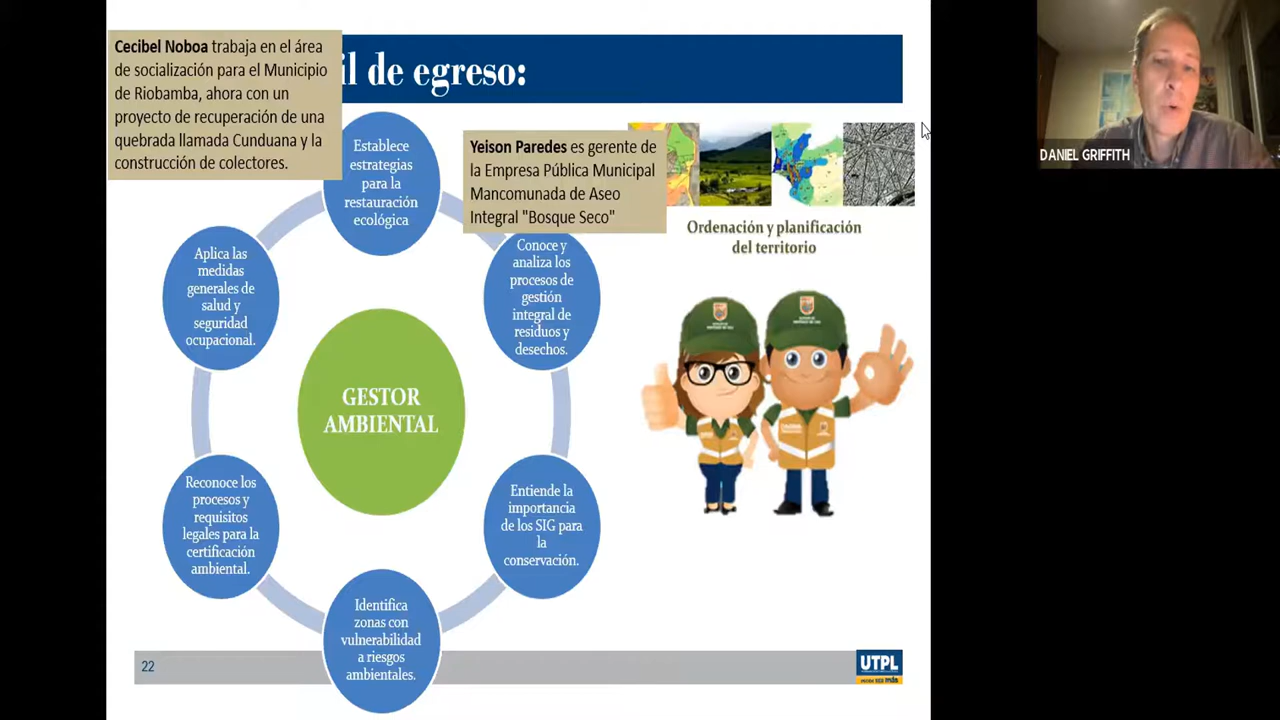 Cecibel Noboa trabaja en el área
de socialización para el Municipio
de Riobamba, ahora con un
proyecto de recuperación de una
quebrada llamada Cunduana y la
construcción de colectores.
il de egreso:
Yeison Paredes es gerente de
la Empresa Pública Municipal
Mancomunada de Aseo
Integral "Bosque Seco"
Ordenación y planificación
del territorio
Establece
estrategias
para la
restauración
ecológica
Conoce y
analiza los
procesos de
gestión
integral de
residuos y
desechos.
Entiende la
importancia
de los SIG para
la
conservación.
Identifica
zonas con
vulnerabilidad
a riesgos
ambientales.
Reconoce los
procesos y
requisitos
legales para la
certificación
ambiental.
Aplica las
medidas
generales de
salud y
seguridad
ocupacional.
GESTOR
AMBIENTAL
22
UTPL
DANIEL GRIFFITH